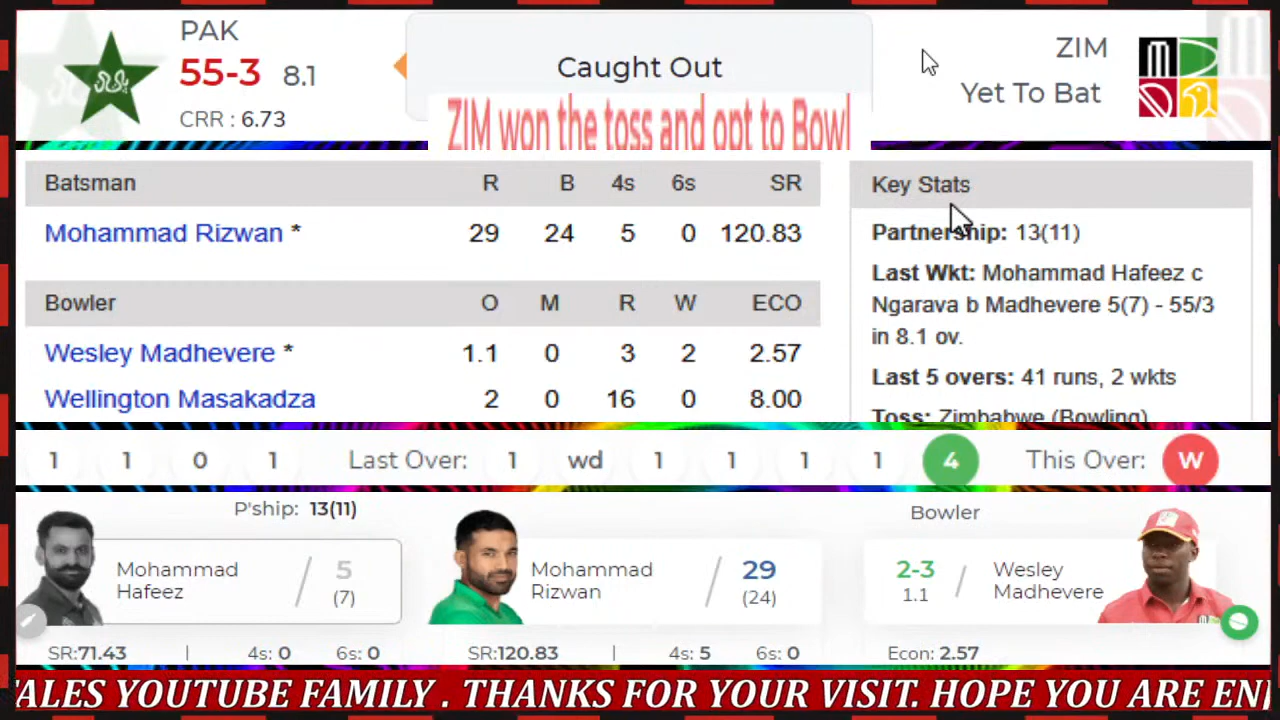 PAK
55-3 8.1
CRR : 6.73
Caught Out
ZIM won the toss and opt to Bowl
ZIM
Yet To Bat
Batsman R B 4s 6s SR
Mohammad Rizwan * 29 24 5 0 120.83
Bowler O M R W ECO
Wesley Madhevere * 1.1 0 3 2 2.57
Wellington Masakadza 2 0 16 0 8.00
Key Stats
Partnership: 13(11)
Last Wkt: Mohammad Hafeez c
Ngarava b Madhevere 5(7) - 55/3
in 8.1 ov.
Last 5 overs: 41 runs, 2 wkts
Toss: Zimbabwe (Bowling)
1 1 0 1 Last Over: 1 wd 1 1 1 1 4 This Over: W
P'ship: 13(11)
Mohammad
Hafeez
/ 5
(7)
SR:71.43 | 4s: 0 6s: 0
Mohammad
Rizwan
/ 29
(24)
SR:120.83 | 4s: 5 6s: 0
Bowler
2-3
1.1
/ Wesley
Madhevere
Econ: 2.57
ALES YOUTUBE FAMILY . THANKS FOR YOUR VISIT. HOPE YOU ARE EN